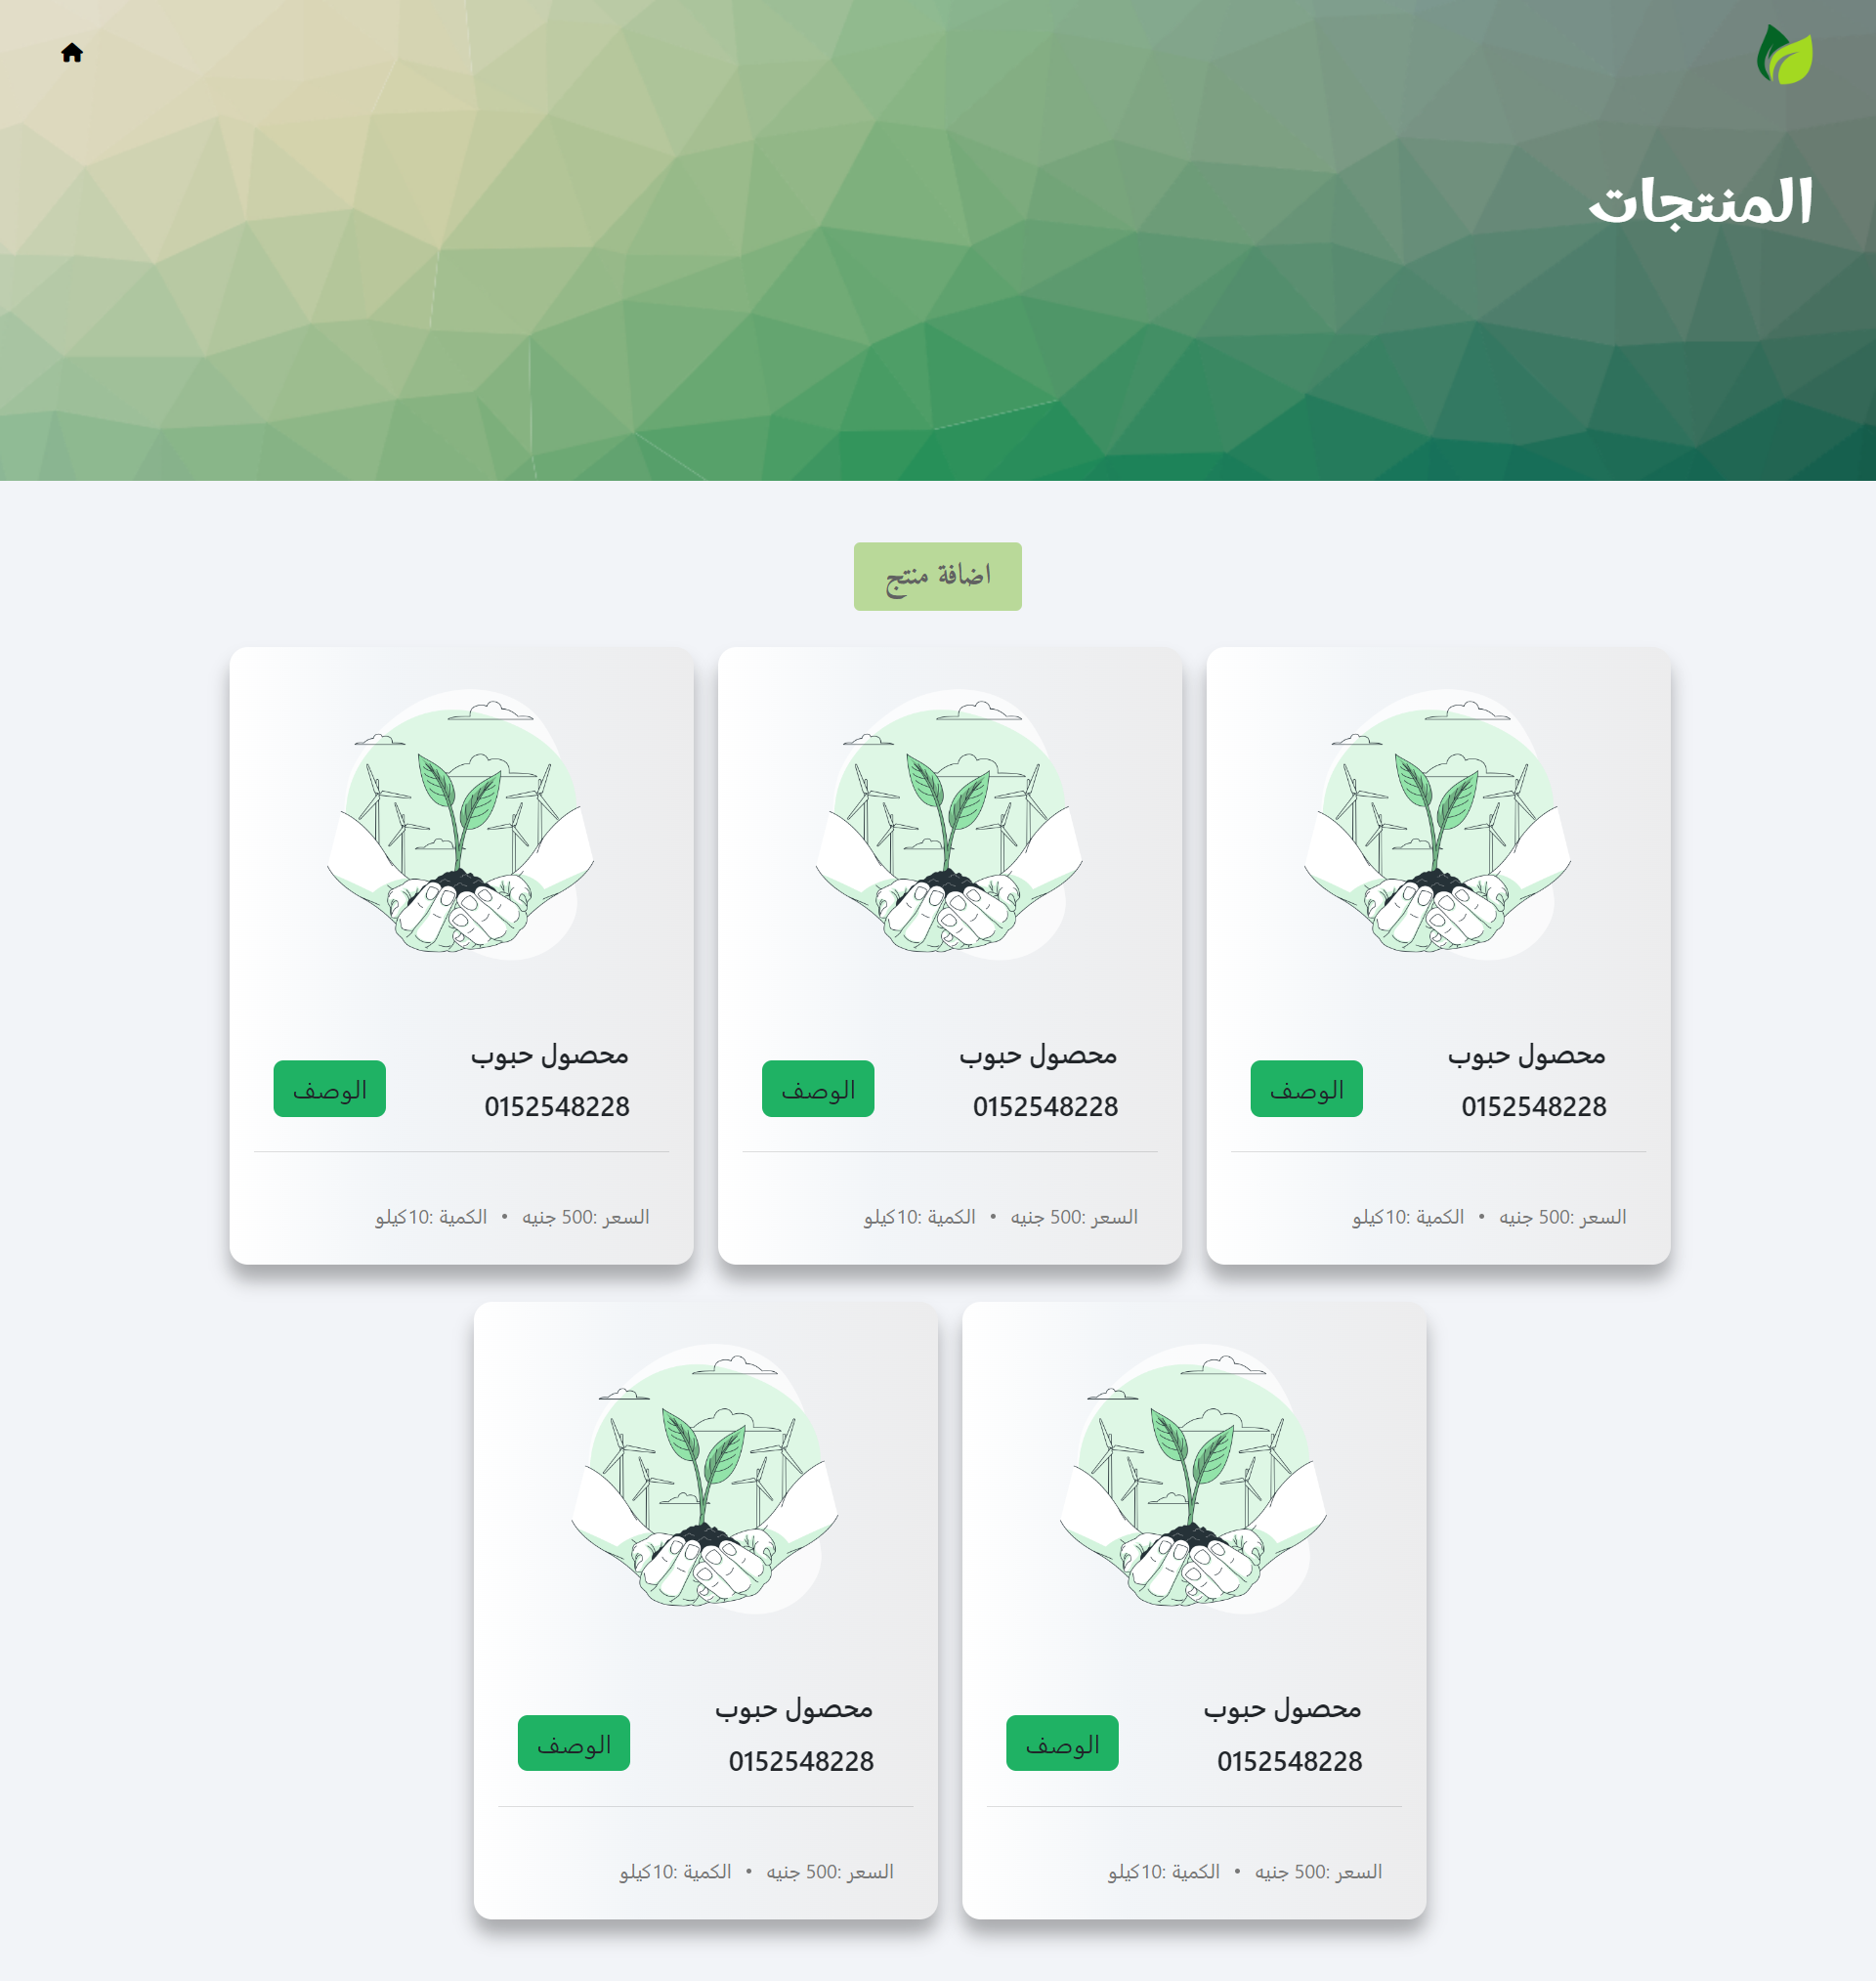 المنتجات
اضافة منتج
محصول حبوب
0152548228
الوصف
السعر :500 جنيه • الكمية :10كيلو
محصول حبوب
0152548228
الوصف
السعر :500 جنيه • الكمية :10كيلو
محصول حبوب
0152548228
الوصف
السعر :500 جنيه • الكمية :10كيلو
محصول حبوب
0152548228
الوصف
السعر :500 جنيه • الكمية :10كيلو
محصول حبوب
0152548228
الوصف
السعر :500 جنيه • الكمية :10كيلو